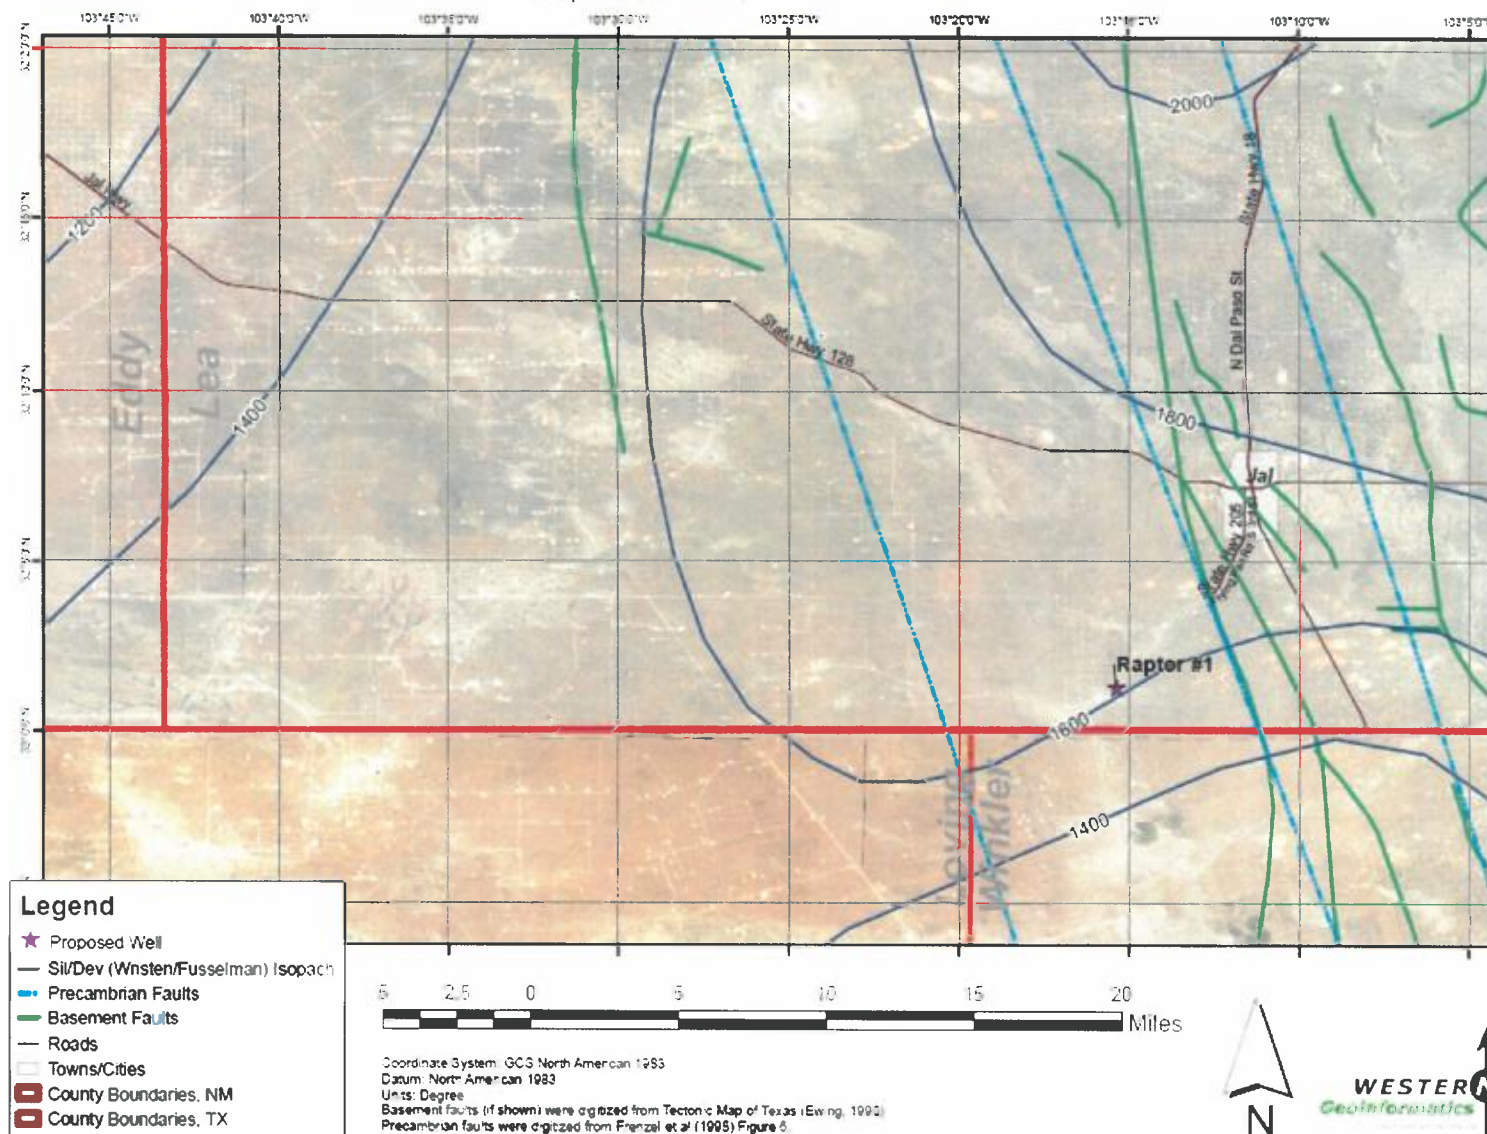 103°45'0"W 103°40'0"W 103°35'0"W 103°30'0"W 103°25'0"W 103°20'0"W 103°15'0"W 103°10'0"W
2000
State Hwy 18
Jal Hwy
1200
N Dal Paso St
State Hwy 128
Eddy
Lea
1400
1800
Jal
State Hwy 205
Raptor #1
1600
Loving
Winkler
1400
Legend
Proposed Well
Sil/Dev (Wristen/Fusselman) Isopach
Precambrian Faults
Basement Faults
Roads
Towns/Cities
County Boundaries, NM
County Boundaries, TX
5 2.5 0 5 10 15 20
Miles
Coordinate System: GCS North American 1983
Datum: North American 1983
Units: Degree
Basement faults (if shown) were digitized from Tectonic Map of Texas (Ewing, 1990)
Precambrian faults were digitized from Frenzel et al (1995) Figure 6
N
WESTER
Geoinformatics